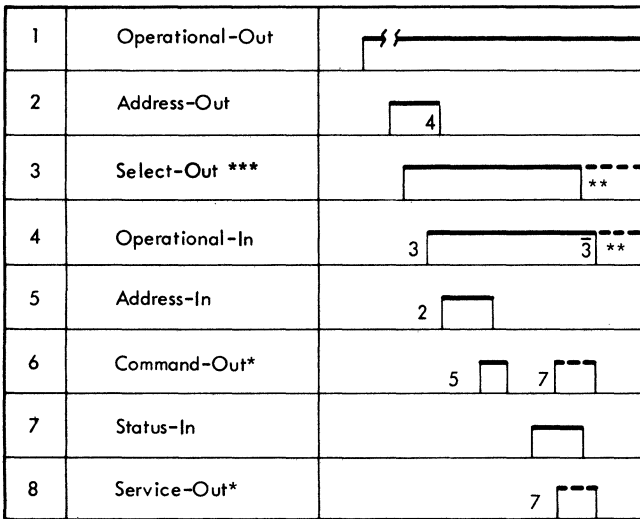 1 Operational-Out
2 Address-Out 4
3 Select-Out *** **
4 Operational-In 3 3̅ **
5 Address-In 2
6 Command-Out* 5 7
7 Status-In
8 Service-Out* 7